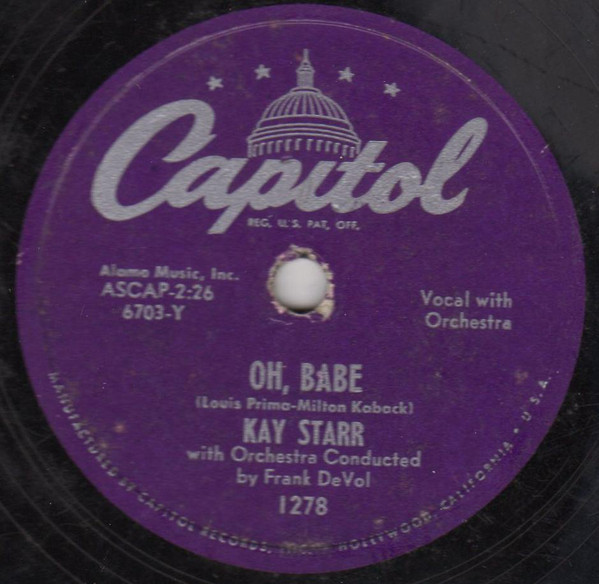 Capitol
REG. U.S. PAT. OFF.
Alamo Music, Inc.
ASCAP-2:26
6703-Y
Vocal with
Orchestra
OH, BABE
(Louis Prima-Milton Kaback)
KAY STARR
with Orchestra Conducted
by Frank DeVol
1278
MANUFACTURED BY CAPITOL RECORDS, INC. HOLLYWOOD, CALIFORNIA • U.S.A.